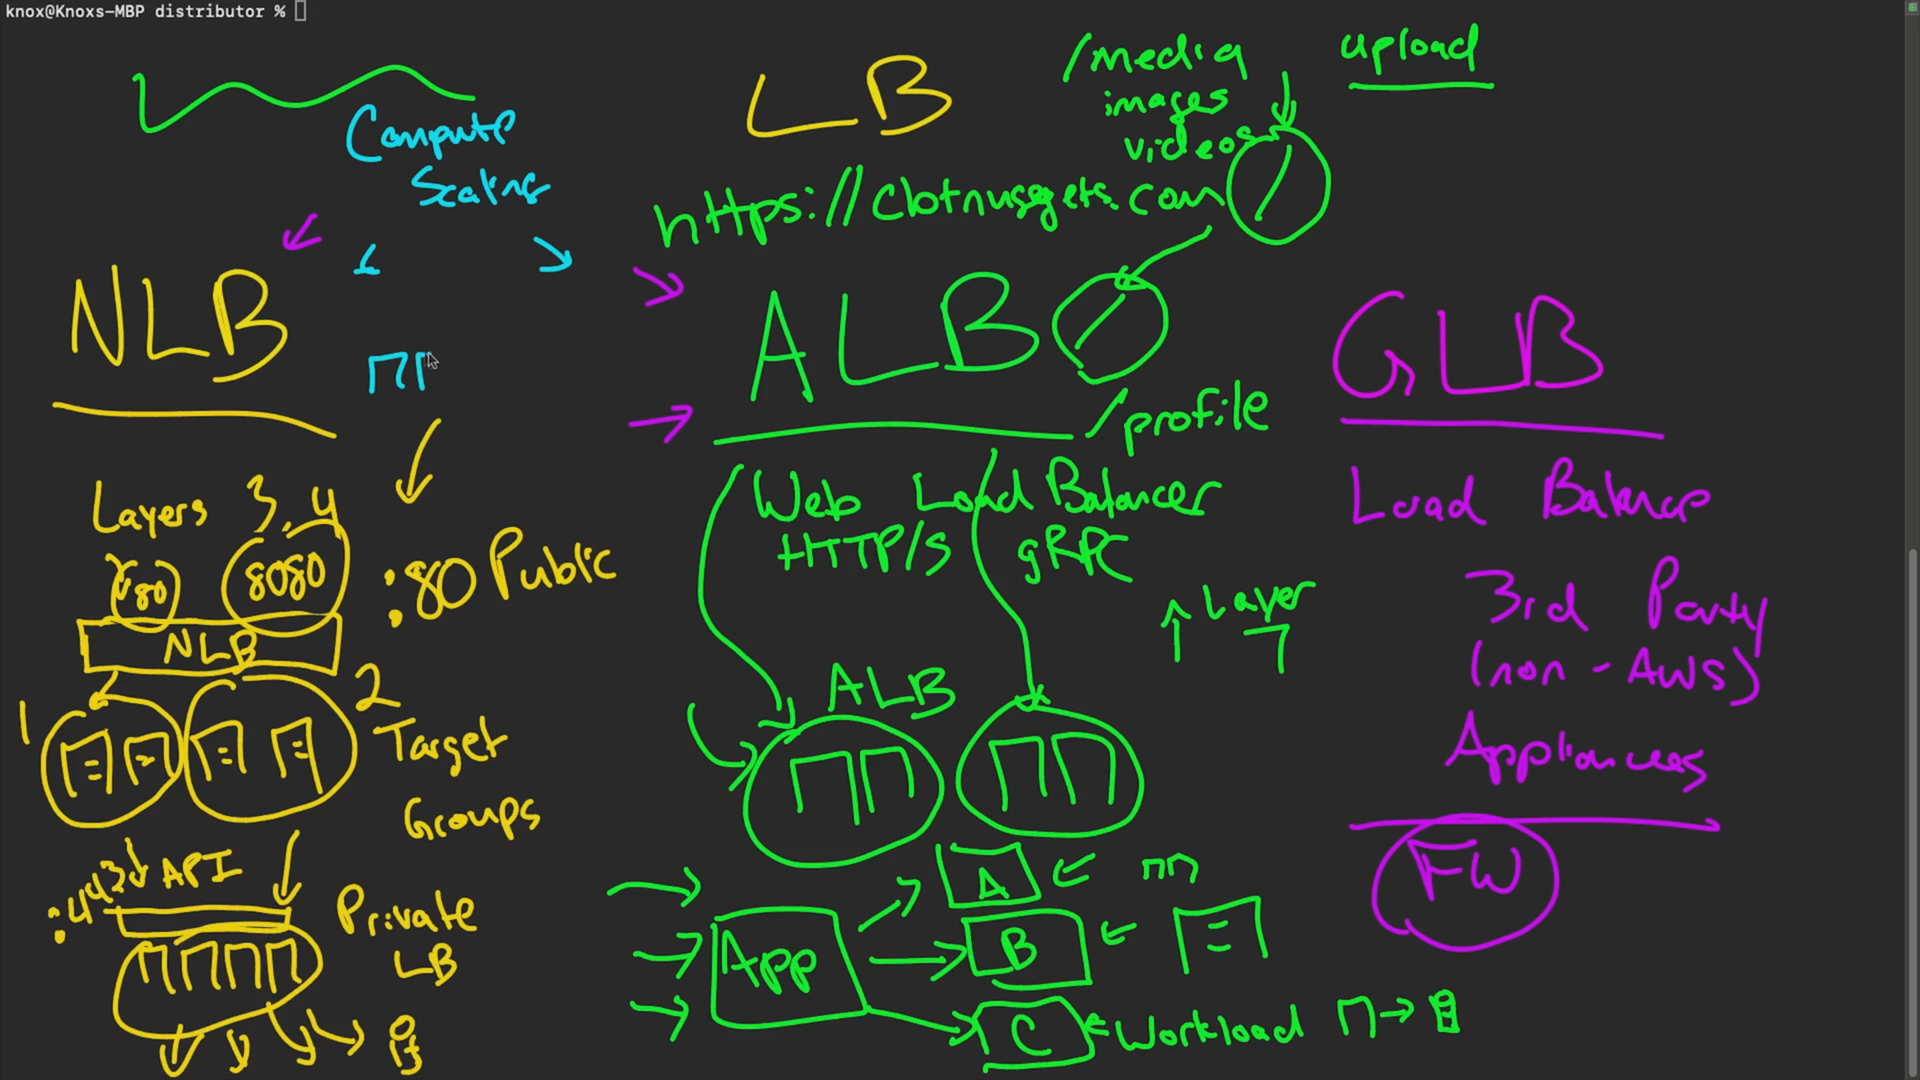 knox@Knoxs-MBP distributor %
LB
/media
images
videos
upload
Compute
Scaling
https://clotnuggets.com/
NLB
ALB /
/profile
GLB
Layers 3,4
:80
8080
:80 Public
NLB
1
2
Target
Groups
:443
API
Private
LB
Web Load Balancer
HTTP/S gRPC
Layer
7
ALB
App
A
B
C
Workload
Load Balance
3rd Party
(non-AWS)
Appliances
FW